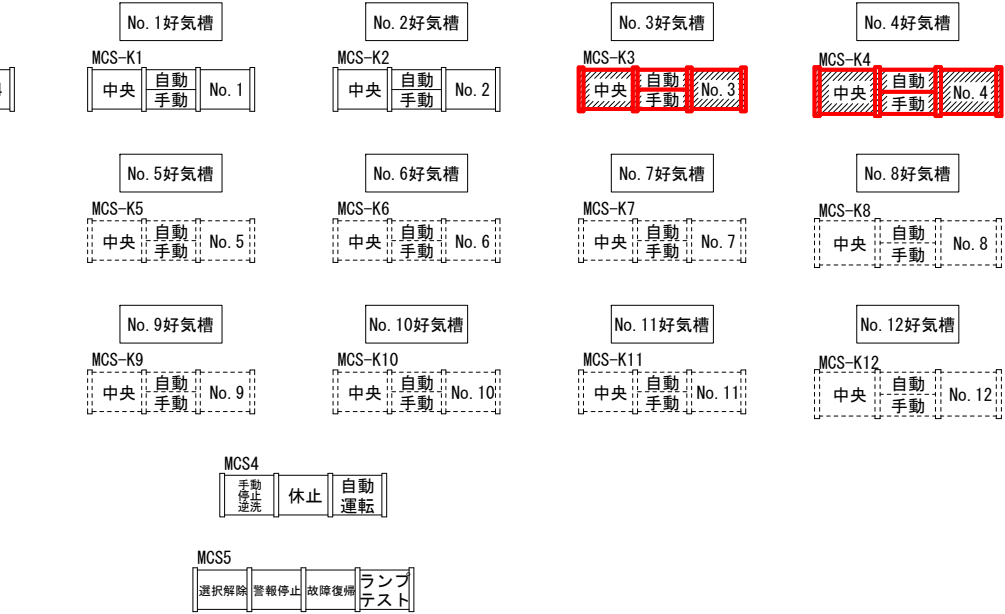 No.1好気槽 No.2好気槽 No.3好気槽 No.4好気槽
MCS-K1 MCS-K2 MCS-K3 MCS-K4
中央 自動 No.1 中央 自動 No.2 中央 自動 No.3 中央 自動 No.4
手動 手動 手動 手動
No.5好気槽 No.6好気槽 No.7好気槽 No.8好気槽
MCS-K5 MCS-K6 MCS-K7 MCS-K8
中央 自動 No.5 中央 自動 No.6 中央 自動 No.7 中央 自動 No.8
手動 手動 手動 手動
No.9好気槽 No.10好気槽 No.11好気槽 No.12好気槽
MCS-K9 MCS-K10 MCS-K11 MCS-K12
中央 自動 No.9 中央 自動 No.10 中央 自動 No.11 中央 自動 No.12
手動 手動 手動 手動
MCS4
手動
停止
逆洗
休止
自動
運転
MCS5
選択解除 警報停止 故障復帰
ランプ
テスト